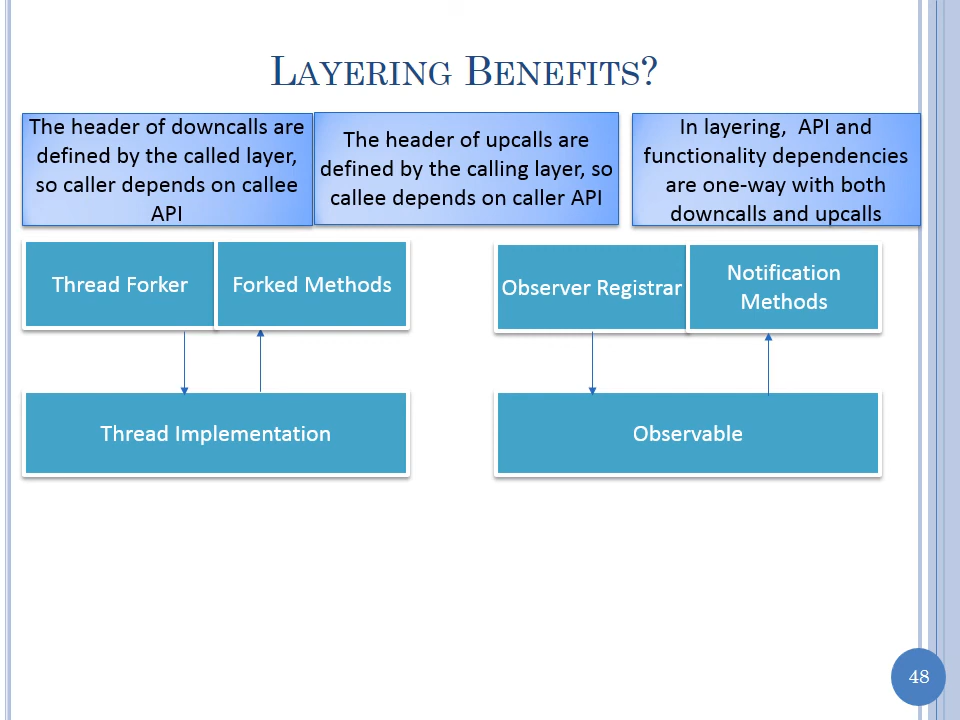 LAYERING BENEFITS?
The header of downcalls are
defined by the called layer,
so caller depends on callee
API
The header of upcalls are
defined by the calling layer, so
callee depends on caller API
In layering,  API and
functionality dependencies
are one-way with both
downcalls and upcalls
Thread Forker
Forked Methods
Observer Registrar
Notification
Methods
Thread Implementation
Observable
48